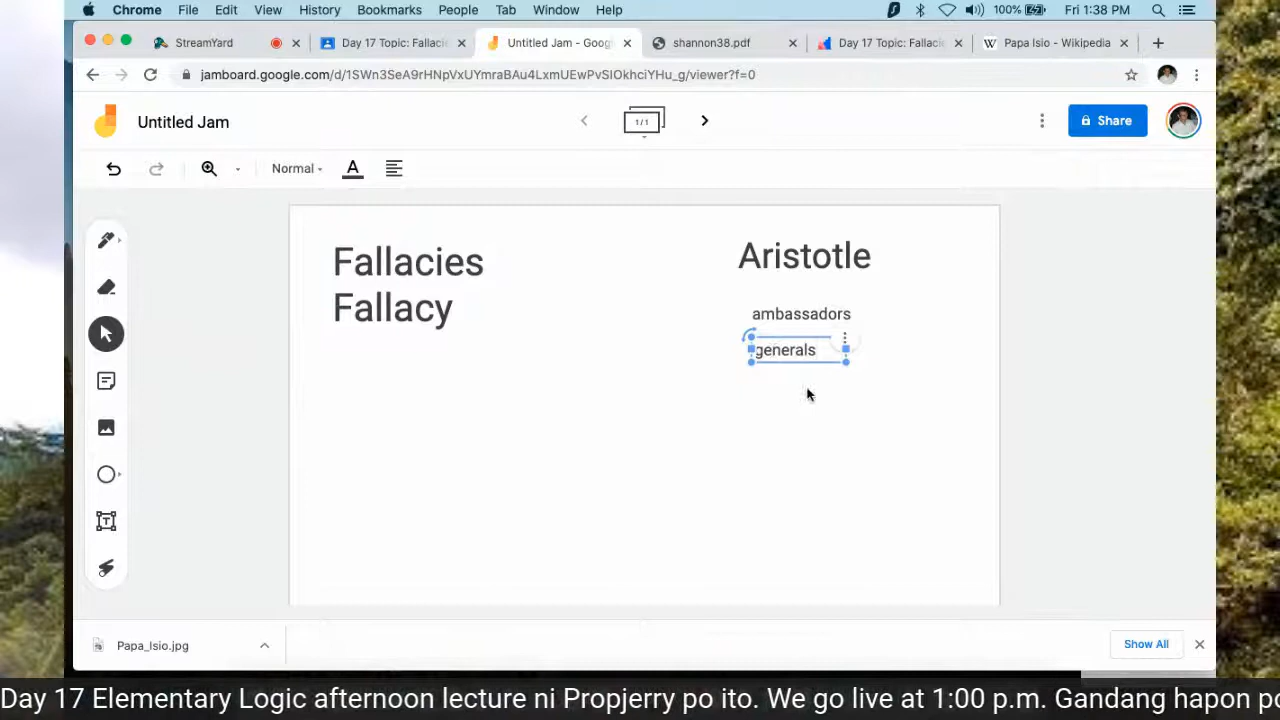 Chrome File Edit View History Bookmarks People Tab Window Help 100% Fri 1:38 PM
StreamYard Day 17 Topic: Fallacie Untitled Jam - Goog shannon38.pdf Day 17 Topic: Fallacie Papa Isio - Wikipedia
jamboard.google.com/d/1SWn3SeA9rHNpVxUYmraBAu4LxmUEwPvSIOkhciYHu_g/viewer?f=0
Untitled Jam 1/1 Share
Normal A
Fallacies
Fallacy
Aristotle
ambassadors
generals
Papa_Isio.jpg Show All
Day 17 Elementary Logic afternoon lecture ni Propjerry po ito. We go live at 1:00 p.m. Gandang hapon po